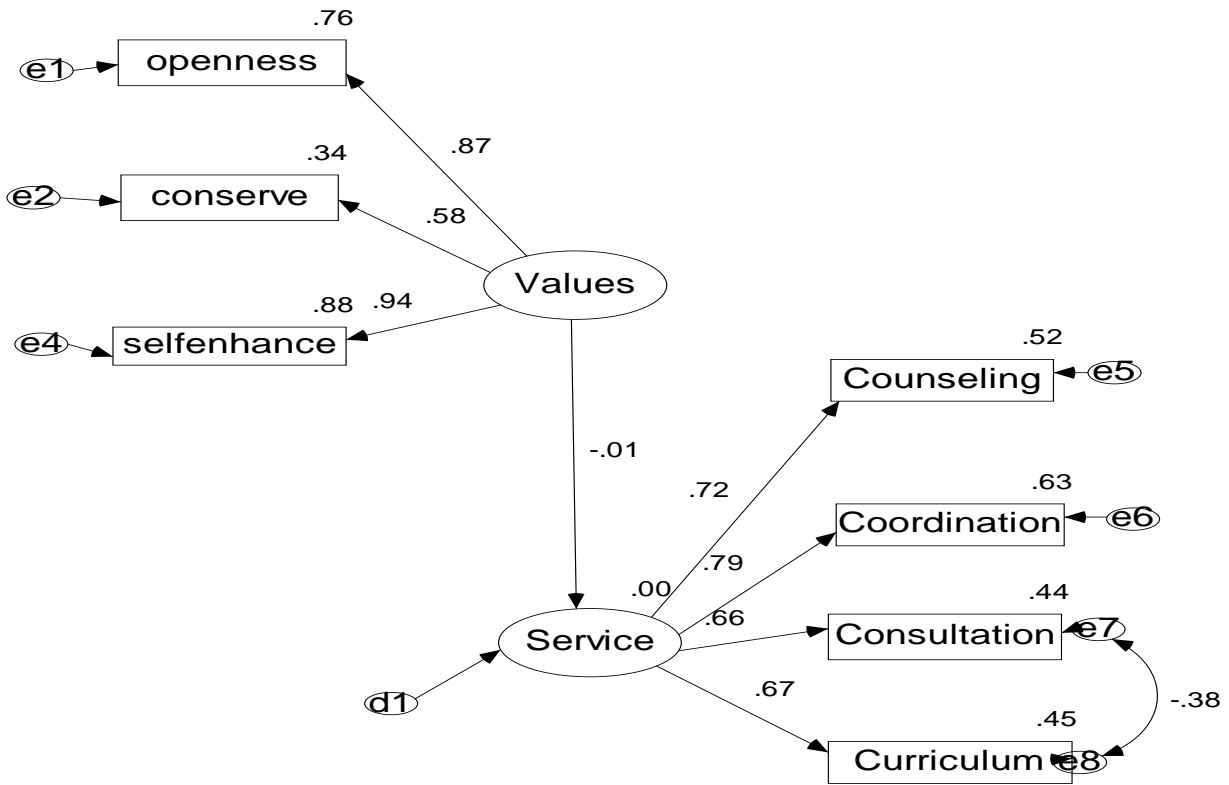 .76
e1
openness
.87
.34
e2
conserve
.58
Values
.88
.94
e4
selfenhance
.52
Counseling
e5
-.01
.72
.63
Coordination
e6
.79
.00
.66
.44
Service
Consultation
e7
d1
.67
-.38
.45
Curriculum
e8